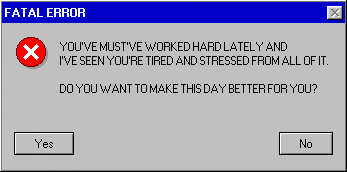 FATAL ERROR
YOU'VE MUST'VE WORKED HARD LATELY AND
I'VE SEEN YOU'RE TIRED AND STRESSED FROM ALL OF IT.
DO YOU WANT TO MAKE THIS DAY BETTER FOR YOU?
Yes No